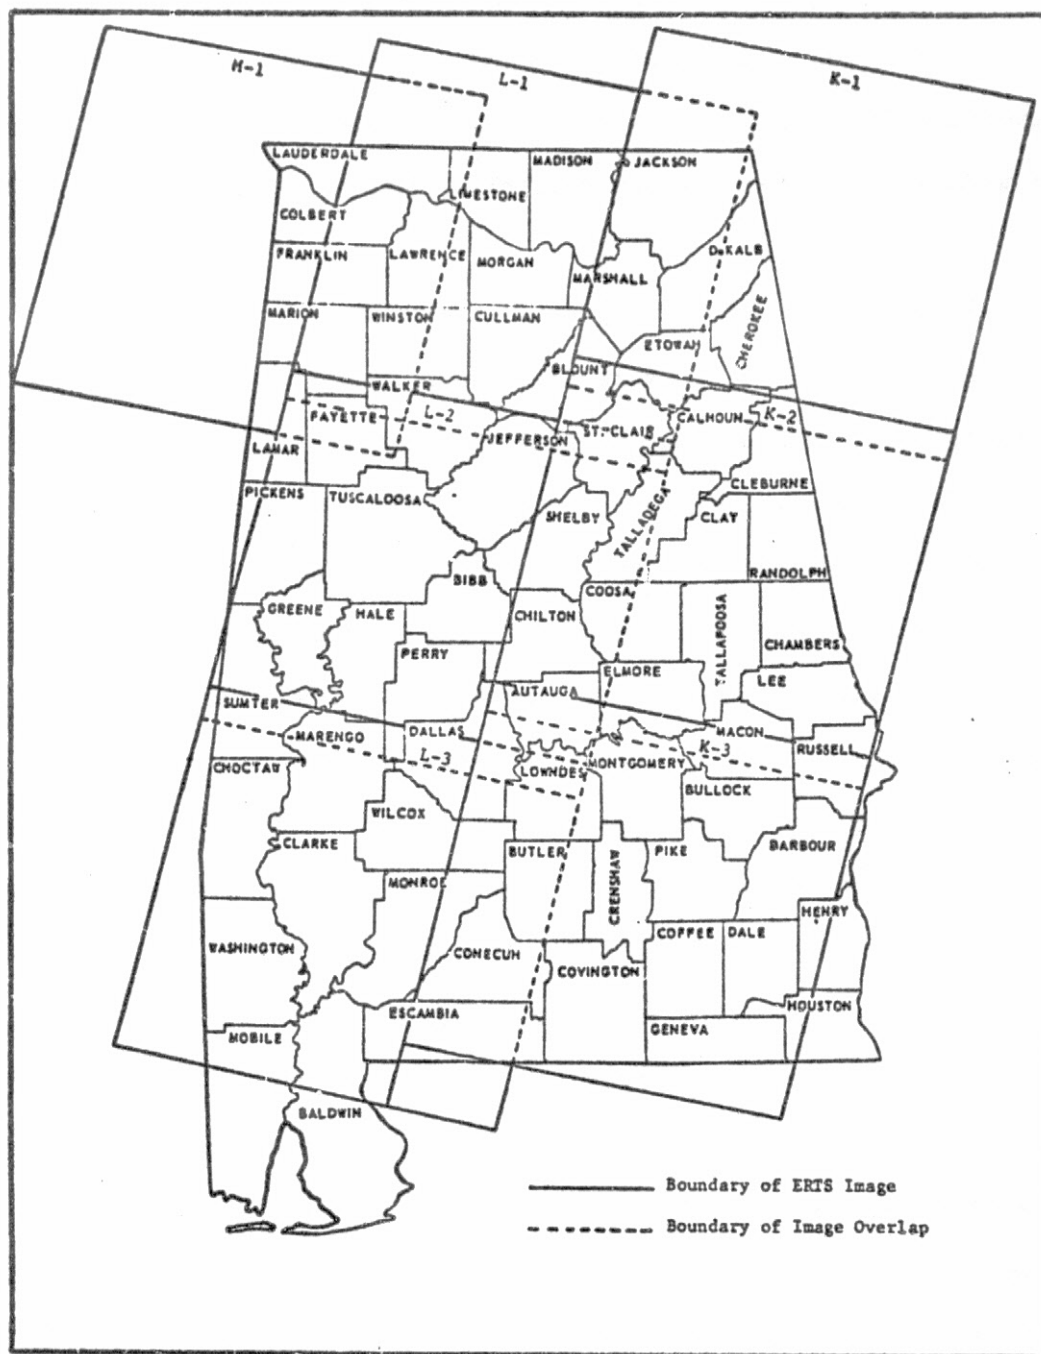 M-1
L-1
K-1
LAUDERDALE
LIMESTONE
MADISON
JACKSON
COLBERT
FRANKLIN
LAWRENCE
MORGAN
MARSHALL
DeKALB
MARION
WINSTON
CULLMAN
ETOWAH
CHEROKEE
WALKER
BLOUNT
FAYETTE
L-2
JEFFERSON
ST. CLAIR
CALHOUN
K-2
LAMAR
PICKENS
TUSCALOOSA
SHELBY
TALLADEGA
CLEBURNE
CLAY
BIBB
COOSA
RANDOLPH
GREENE
HALE
CHILTON
TALLAPOOSA
PERRY
CHAMBERS
ELMORE
LEE
SUMTER
AUTAUGA
MARENGO
DALLAS
MACON
RUSSELL
L-3
K-3
CHOCTAW
LOWNDES
MONTGOMERY
BULLOCK
WILCOX
CLARKE
BUTLER
CRENSHAW
PIKE
BARBOUR
MONROE
HENRY
WASHINGTON
CONECUH
COVINGTON
COFFEE
DALE
ESCAMBIA
HOUSTON
MOBILE
GENEVA
BALDWIN
Boundary of ERTS Image
Boundary of Image Overlap